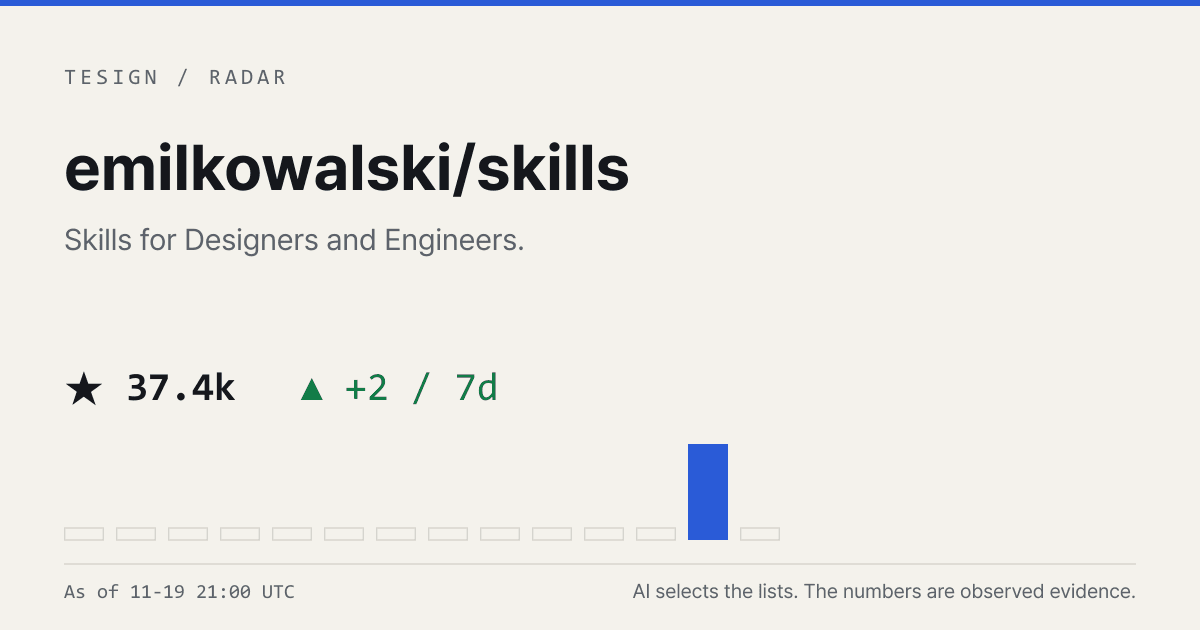 TESIGN / RADAR
emilkowalski/skills
Skills for Designers and Engineers.
★ 37.4k ▲ +2 / 7d
As of 11-19 21:00 UTC
AI selects the lists. The numbers are observed evidence.